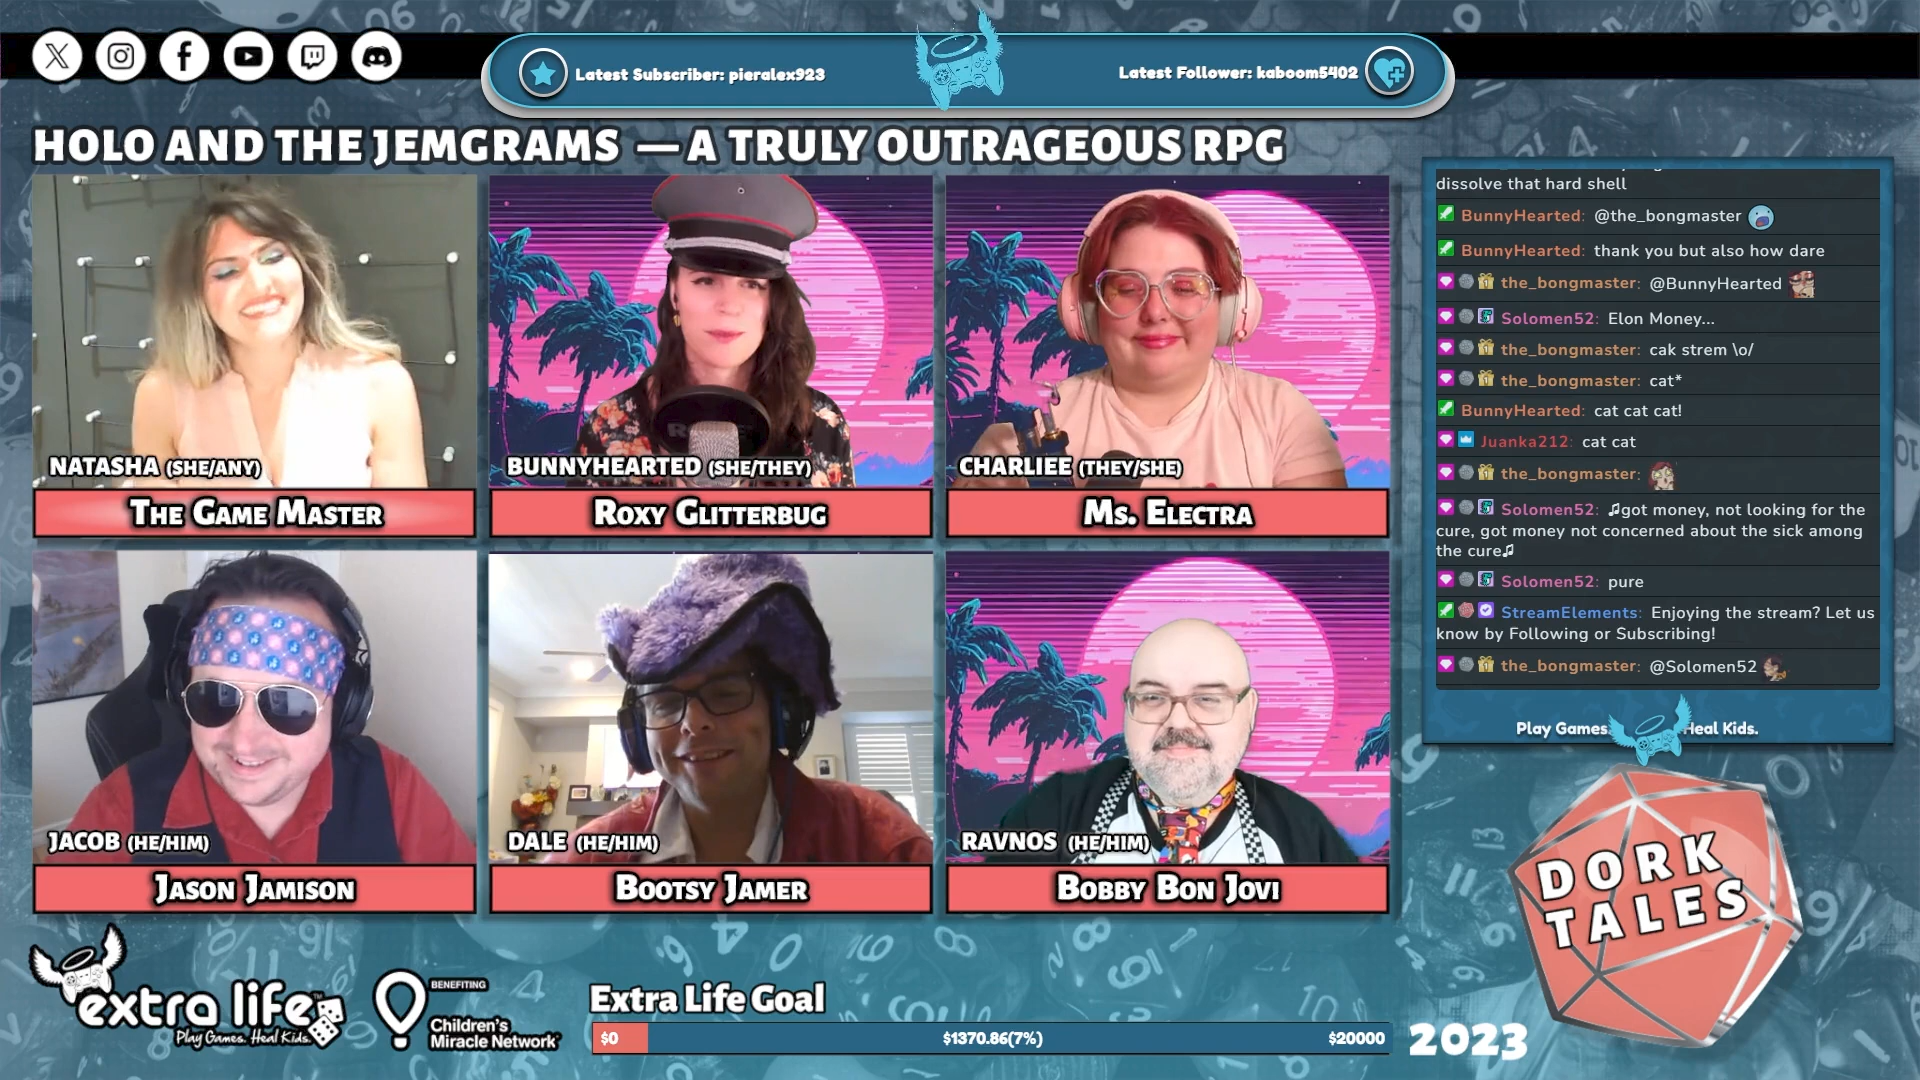 Latest Subscriber: pieralex923
Latest Follower: kaboom5402
HOLO AND THE JEMGRAMS — A TRULY OUTRAGEOUS RPG
NATASHA (SHE/ANY)
THE GAME MASTER
BUNNYHEARTED (SHE/THEY)
ROXY GLITTERBUG
CHARLIEE (THEY/SHE)
MS. ELECTRA
JACOB (HE/HIM)
JASON JAMISON
DALE (HE/HIM)
BOOTSY JAMER
RAVNOS (HE/HIM)
BOBBY BON JOVI
dissolve that hard shell
BunnyHearted: @the_bongmaster
BunnyHearted: thank you but also how dare
the_bongmaster: @BunnyHearted
Solomen52: Elon Money...
the_bongmaster: cak strem \o/
the_bongmaster: cat*
BunnyHearted: cat cat cat!
Juanka212: cat cat
the_bongmaster:
Solomen52: ♫got money, not looking for the
cure, got money not concerned about the sick among
the cure♫
Solomen52: pure
StreamElements: Enjoying the stream? Let us
know by Following or Subscribing!
the_bongmaster: @Solomen52
Play Games. Heal Kids.
DORK
TALES
extra life
Play Games. Heal Kids.
BENEFITING
Children's
Miracle Network
Extra Life Goal
$0 $1370.86(7%) $20000
2023